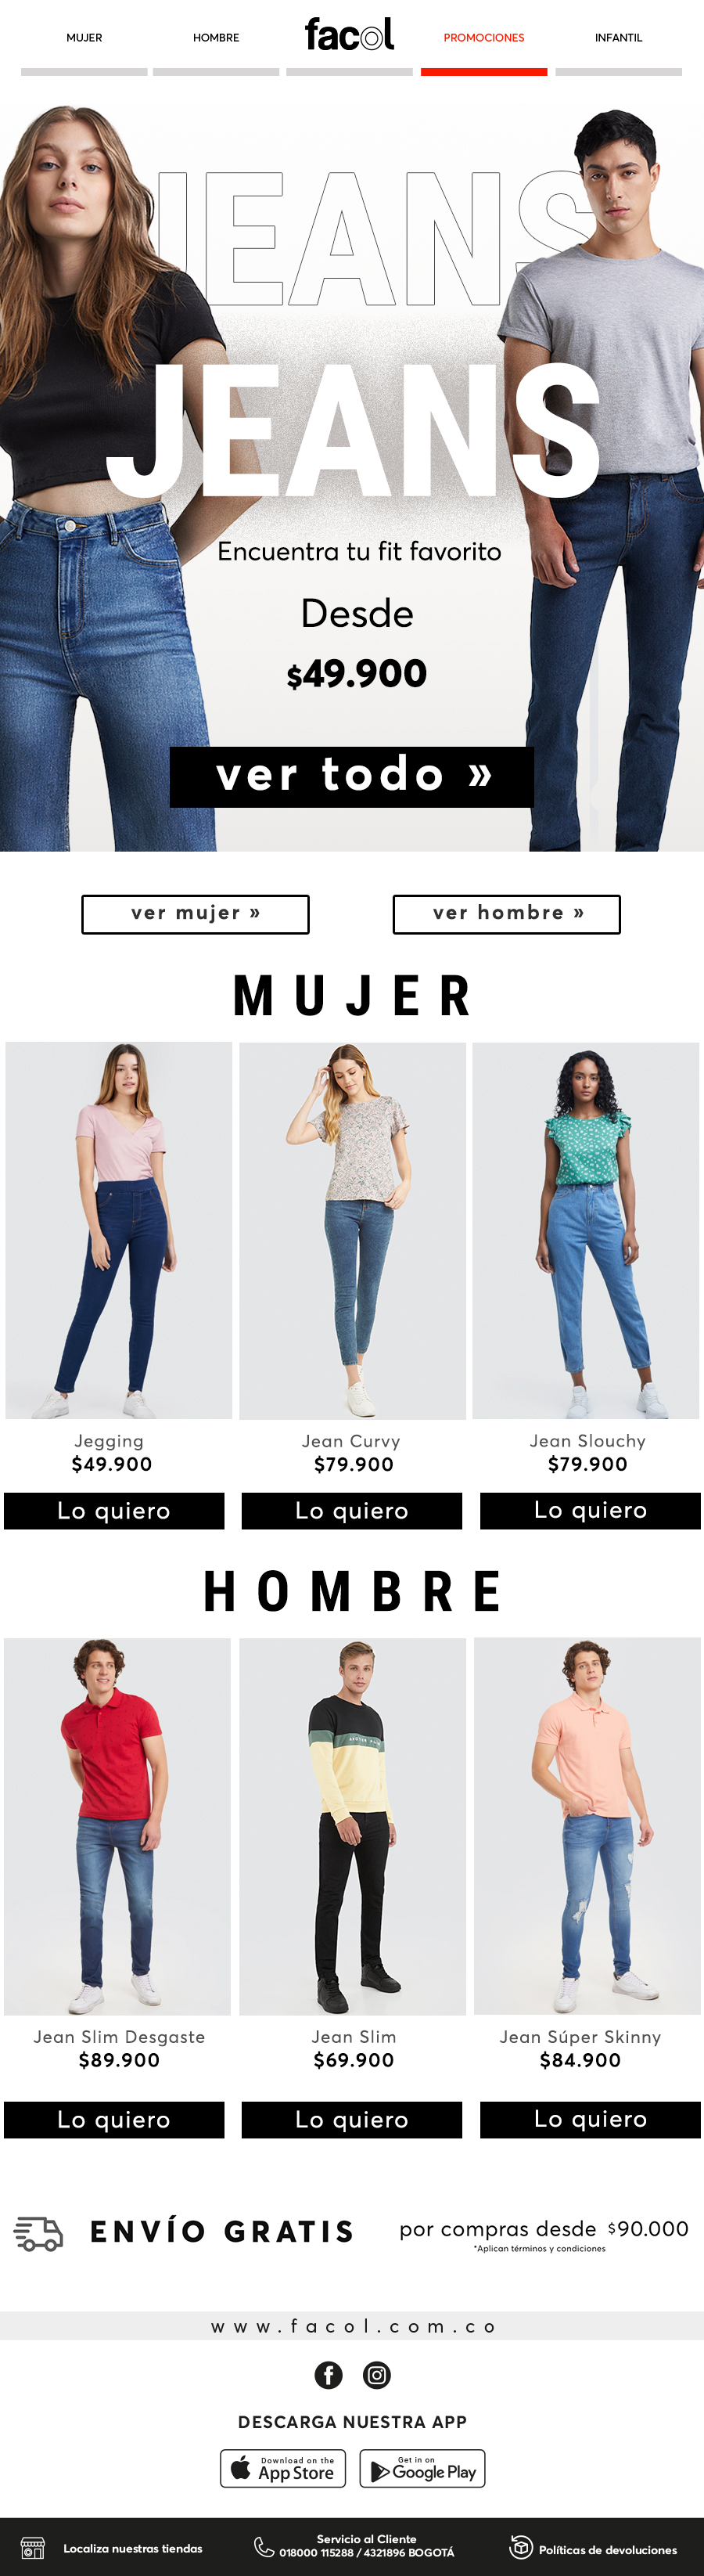 MUJER
HOMBRE
facol
PROMOCIONES
INFANTIL
JEANS
JEANS
Encuentra tu fit favorito
Desde
$49.900
ver todo »
ver mujer »
ver hombre »
MUJER
Jegging
$49.900
Lo quiero
Jean Curvy
$79.900
Lo quiero
Jean Slouchy
$79.900
Lo quiero
HOMBRE
Jean Slim Desgaste
$89.900
Lo quiero
Jean Slim
$69.900
Lo quiero
Jean Súper Skinny
$84.900
Lo quiero
ENVÍO GRATIS
por compras desde $90.000
*Aplican términos y condiciones
www.facol.com.co
DESCARGA NUESTRA APP
Download on the
App Store
Get in on
Google Play
Localiza nuestras tiendas
Servicio al Cliente
018000 115288 / 4321896 BOGOTÁ
Políticas de devoluciones